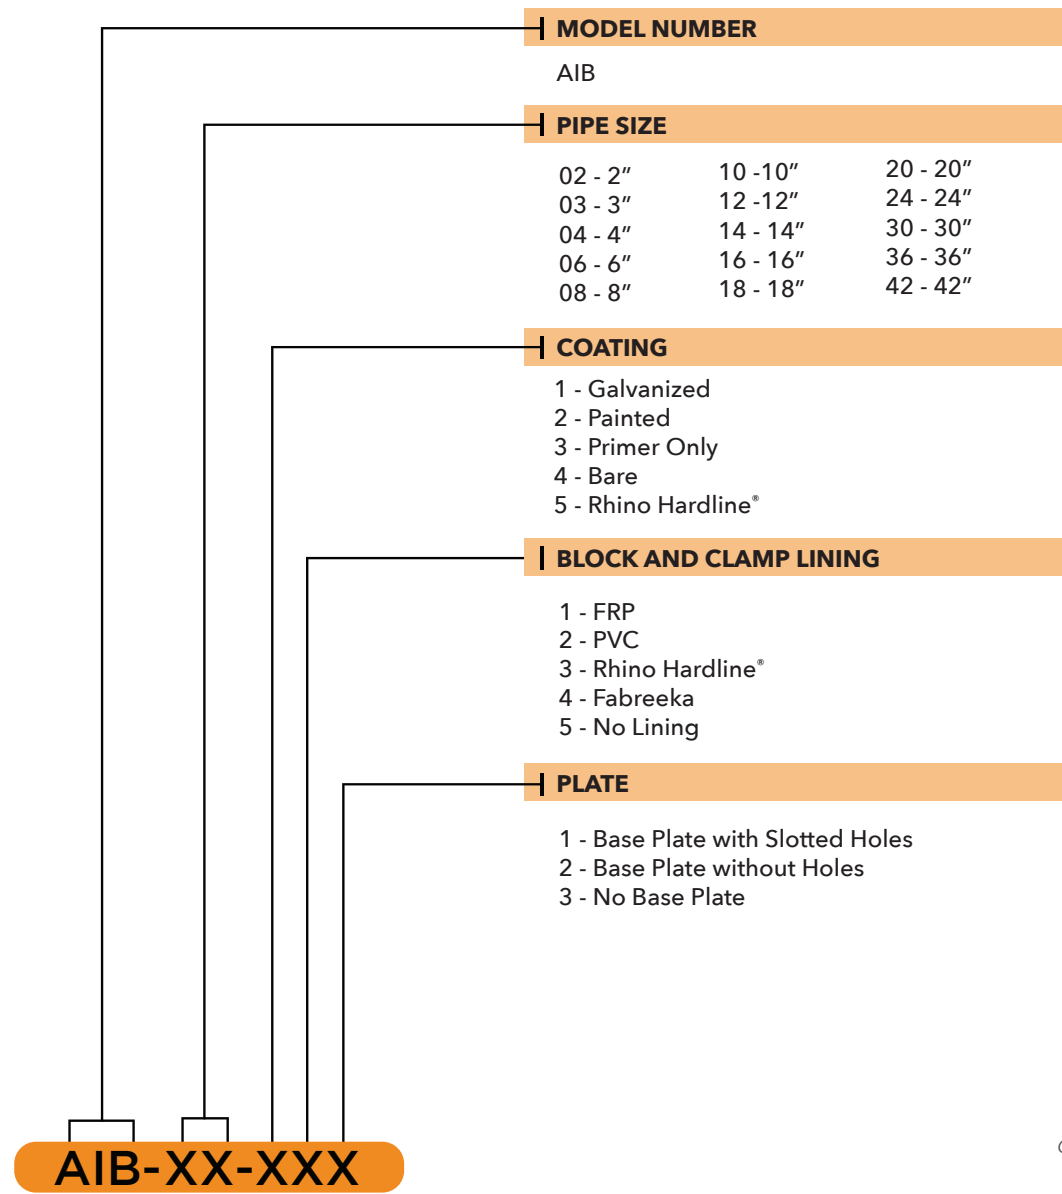 MODEL NUMBER
AIB
PIPE SIZE
02 - 2”
03 - 3”
04 - 4”
06 - 6”
08 - 8”
10 -10”
12 -12”
14 - 14”
16 - 16”
18 - 18”
20 - 20”
24 - 24”
30 - 30”
36 - 36”
42 - 42”
COATING
1 - Galvanized
2 - Painted
3 - Primer Only
4 - Bare
5 - Rhino Hardline®
BLOCK AND CLAMP LINING
1 - FRP
2 - PVC
3 - Rhino Hardline®
4 - Fabreeka
5 - No Lining
PLATE
1 - Base Plate with Slotted Holes
2 - Base Plate without Holes
3 - No Base Plate
AIB-XX-XXX